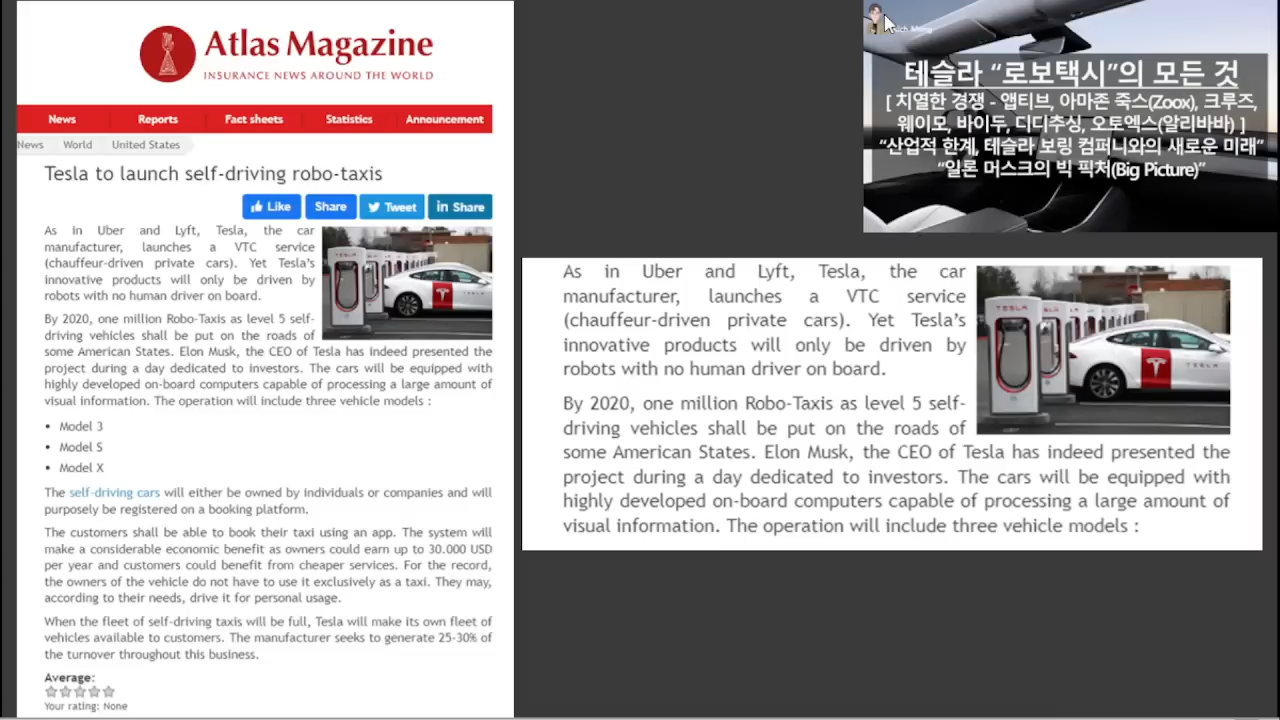 Atlas Magazine
INSURANCE NEWS AROUND THE WORLD
News Reports Fact sheets Statistics Announcement
News World United States
Tesla to launch self-driving robo-taxis
Like Share Tweet in Share
As in Uber and Lyft, Tesla, the car
manufacturer, launches a VTC service
(chauffeur-driven private cars). Yet Tesla's
innovative products will only be driven by
robots with no human driver on board.
By 2020, one million Robo-Taxis as level 5 self-
driving vehicles shall be put on the roads of
some American States. Elon Musk, the CEO of Tesla has indeed presented the
project during a day dedicated to investors. The cars will be equipped with
highly developed on-board computers capable of processing a large amount of
visual information. The operation will include three vehicle models :
• Model 3
• Model S
• Model X
The self-driving cars will either be owned by individuals or companies and will
purposely be registered on a booking platform.
The customers shall be able to book their taxi using an app. The system will
make a considerable economic benefit as owners could earn up to 30.000 USD
per year and customers could benefit from cheaper services. For the record,
the owners of the vehicle do not have to use it exclusively as a taxi. They may,
according to their needs, drive it for personal usage.
When the fleet of self-driving taxis will be full, Tesla will make its own fleet of
vehicles available to customers. The manufacturer seeks to generate 25-30% of
the turnover throughout this business.
Average:
Your rating: None
테슬라 “로보택시”의 모든 것
[ 치열한 경쟁 - 앱티브, 아마존 죽스(Zoox), 크루즈,
웨이모, 바이두, 디디추싱, 오토엑스(알리바바) ]
“산업적 한계, 테슬라 보링 컴퍼니와의 새로운 미래”
“일론 머스크의 빅 픽처(Big Picture)”
As in Uber and Lyft, Tesla, the car
manufacturer, launches a VTC service
(chauffeur-driven private cars). Yet Tesla's
innovative products will only be driven by
robots with no human driver on board.
By 2020, one million Robo-Taxis as level 5 self-
driving vehicles shall be put on the roads of
some American States. Elon Musk, the CEO of Tesla has indeed presented the
project during a day dedicated to investors. The cars will be equipped with
highly developed on-board computers capable of processing a large amount of
visual information. The operation will include three vehicle models :
TESLA
TESLA